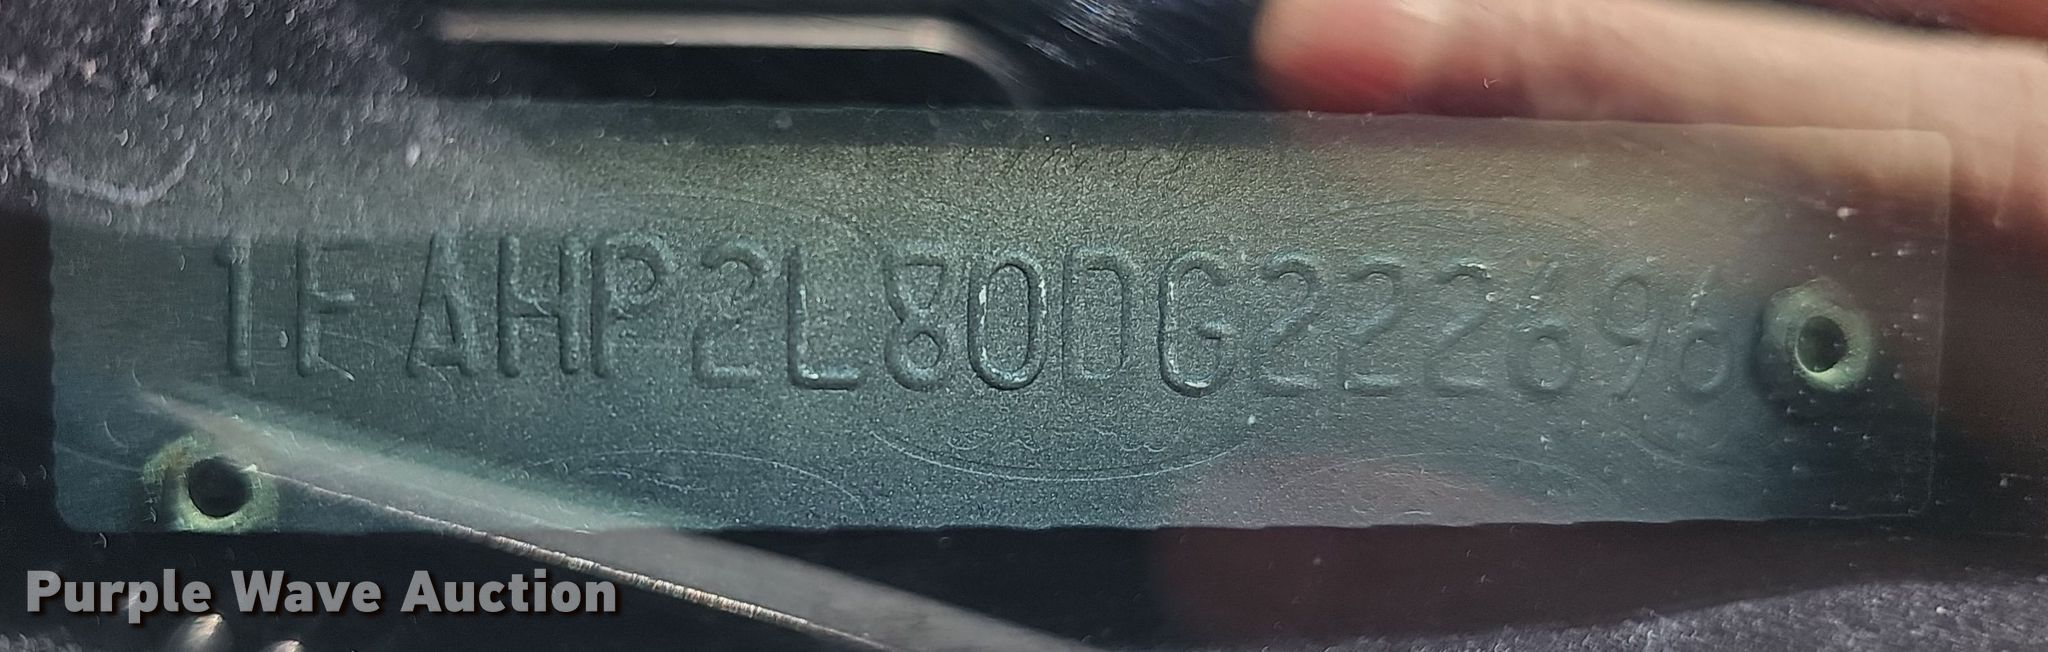 1FAHP2L80DG222696
Purple Wave Auction